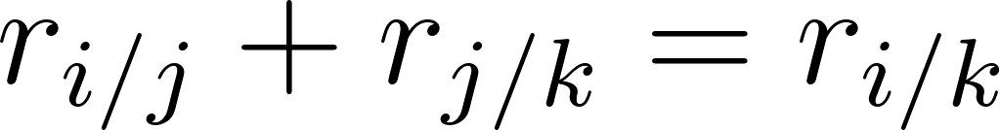 r_{i/j} + r_{j/k} = r_{i/k}